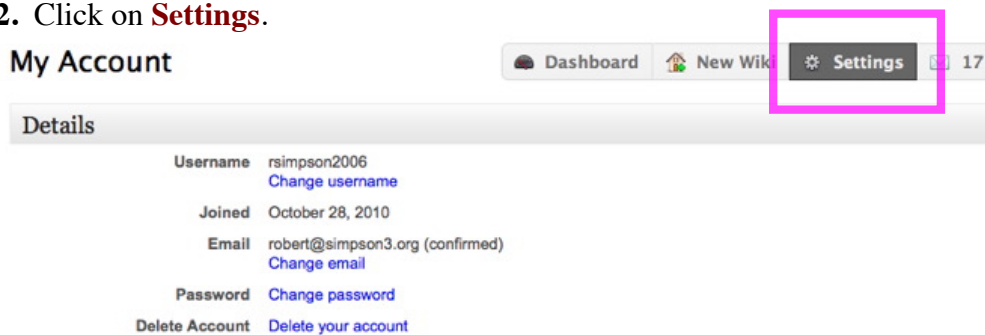 2. Click on Settings.
My Account Dashboard New Wiki Settings 17
Details
Username rsimpson2006
Change username
Joined October 28, 2010
Email robert@simpson3.org (confirmed)
Change email
Password Change password
Delete Account Delete your account